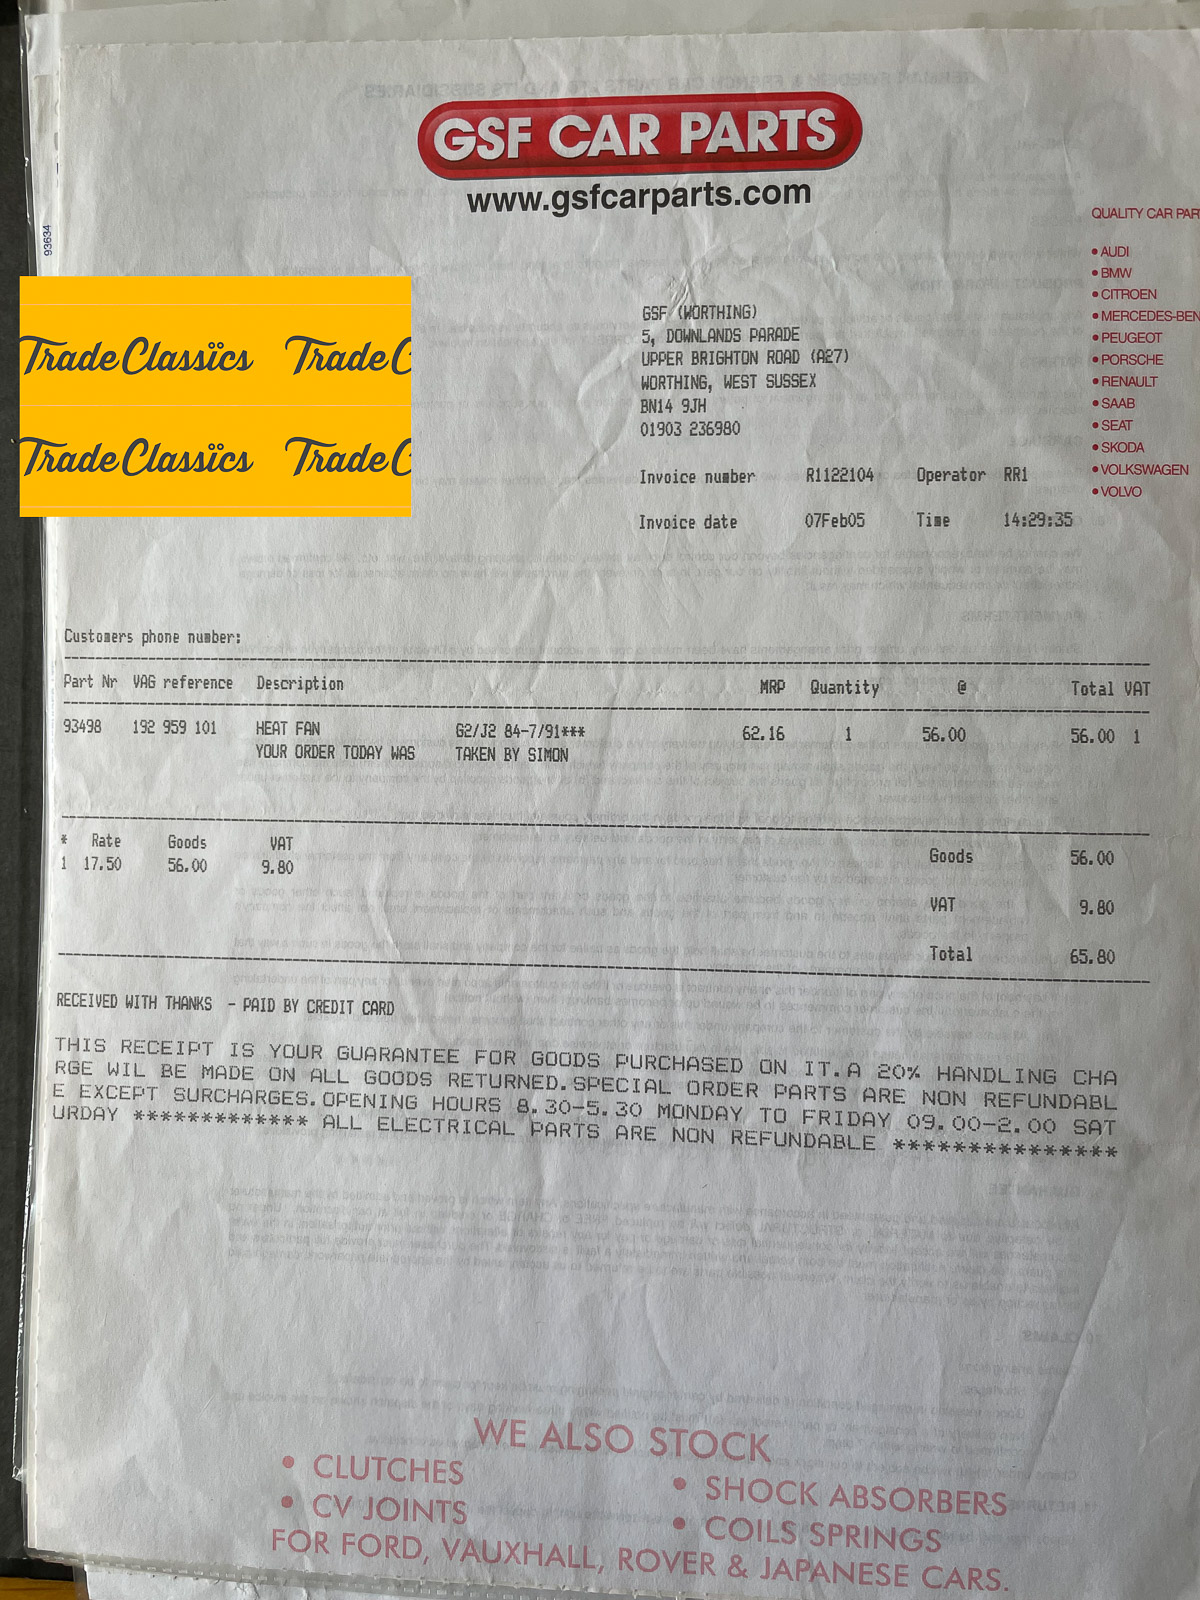 GSF CAR PARTS
www.gsfcarparts.com
93634
QUALITY CAR PAR
• AUDI
• BMW
• CITROEN
• MERCEDES-BEN
• PEUGEOT
• PORSCHE
• RENAULT
• SAAB
• SEAT
• SKODA
• VOLKSWAGEN
• VOLVO
Trade Classics Trade C
Trade Classics Trade C
GSF (WORTHING)
5, DOWNLANDS PARADE
UPPER BRIGHTON ROAD (A27)
WORTHING, WEST SUSSEX
BN14 9JH
01903 236980
Invoice number R1122104 Operator RR1
Invoice date 07Feb05 Time 14:29:35
Customers phone number:
Part Nr VAG reference Description MRP Quantity @ Total VAT
93498 192 959 101 HEAT FAN G2/J2 84-7/91*** 62.16 1 56.00 56.00 1
YOUR ORDER TODAY WAS TAKEN BY SIMON
* Rate Goods VAT
1 17.50 56.00 9.80
Goods 56.00
VAT 9.80
Total 65.80
RECEIVED WITH THANKS - PAID BY CREDIT CARD
THIS RECEIPT IS YOUR GUARANTEE FOR GOODS PURCHASED ON IT.A 20% HANDLING CHA
RGE WIL BE MADE ON ALL GOODS RETURNED.SPECIAL ORDER PARTS ARE NON REFUNDABL
E EXCEPT SURCHARGES.OPENING HOURS 8.30-5.30 MONDAY TO FRIDAY 09.00-2.00 SAT
URDAY ************* ALL ELECTRICAL PARTS ARE NON REFUNDABLE ***************
WE ALSO STOCK
• CLUTCHES
• SHOCK ABSORBERS
• CV JOINTS
• COILS SPRINGS
FOR FORD, VAUXHALL, ROVER & JAPANESE CARS.